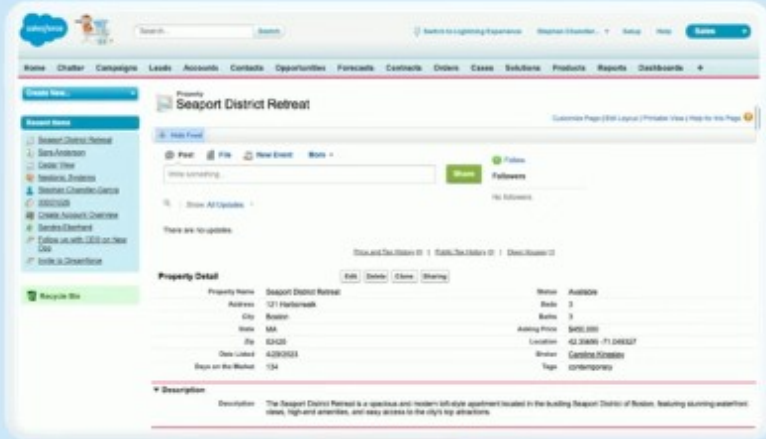 salesforce
Search... Search
Switch to Lightning Experience Stephan Chandler... Setup Help Sales
Home Chatter Campaigns Leads Accounts Contacts Opportunities Forecasts Contracts Orders Cases Solutions Products Reports Dashboards +
Create New...
Property
Seaport District Retreat
Customize Page | Edit Layout | Printable View | Help for this Page
Recent Items
Seaport District Retreat
Sara Anderson
Cedar View
Stephan Chandler-Garcia
Create Account Overview
Sandra Eberhard
Follow us with DEV on New
Invite to Dreamforce
Recycle Bin
Hide Feed
Post File New Event More
Write something...
Share
Follow
Followers
No followers.
Show All Updates
There are no updates.
Price and Tax History Public Tax History Open Houses
Property Detail Edit Delete Clone Sharing
Property Name Seaport District Retreat
Address 121 Harborwalk
City Boston
State MA
Zip
Date Listed 4/29/2023
Days on the Market 134
Status Available
Beds 3
Baths 3
Asking Price $450,000
Location
Broker Caroline Kingsley
Tags contemporary
Description
Description The Seaport District Retreat is a spacious and modern loft-style apartment located in the bustling Seaport District of Boston, featuring stunning waterfront
views, high-end amenities, and easy access to the city's top attractions.